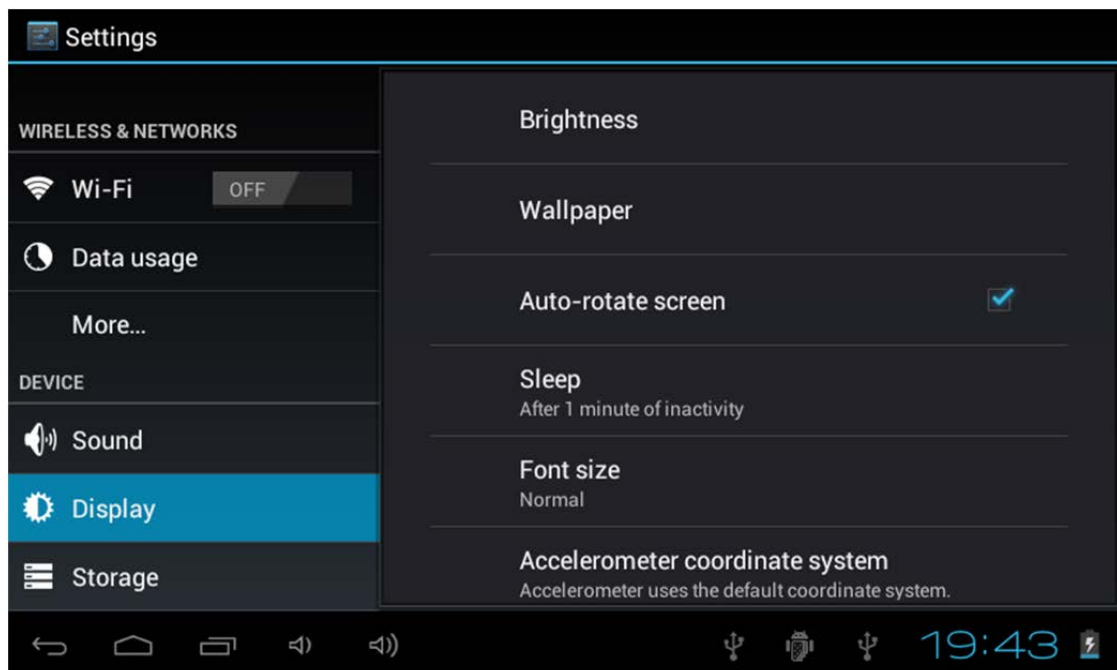 Settings
WIRELESS & NETWORKS
Wi-Fi OFF
Data usage
More...
DEVICE
Sound
Display
Storage
Brightness
Wallpaper
Auto-rotate screen
Sleep
After 1 minute of inactivity
Font size
Normal
Accelerometer coordinate system
Accelerometer uses the default coordinate system.
19:43